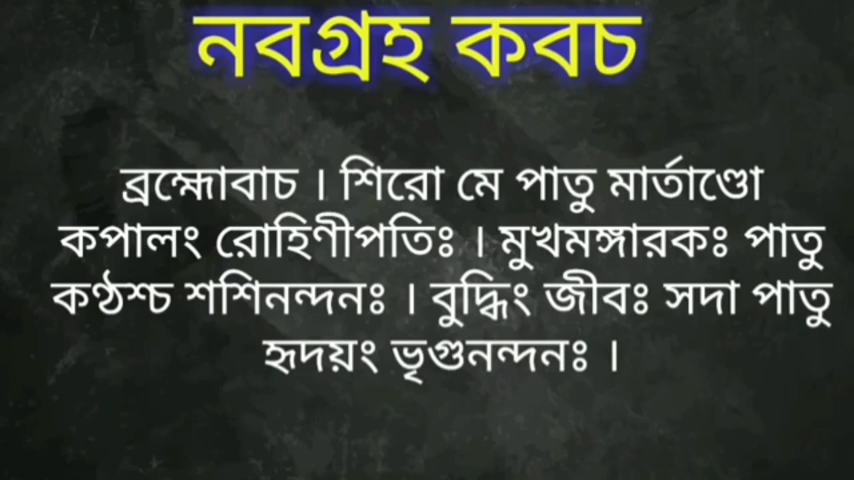 নবগ্রহ কবচ
ব্রহ্মোবাচ । শিরো মে পাতু মার্তাণ্ডো
কপালং রোহিণীপতিঃ । মুখমঙ্গারকঃ পাতু
কণ্ঠশ্চ শশিনন্দনঃ । বুদ্ধিং জীবঃ সদা পাতু
হৃদয়ং ভৃগুনন্দনঃ ।